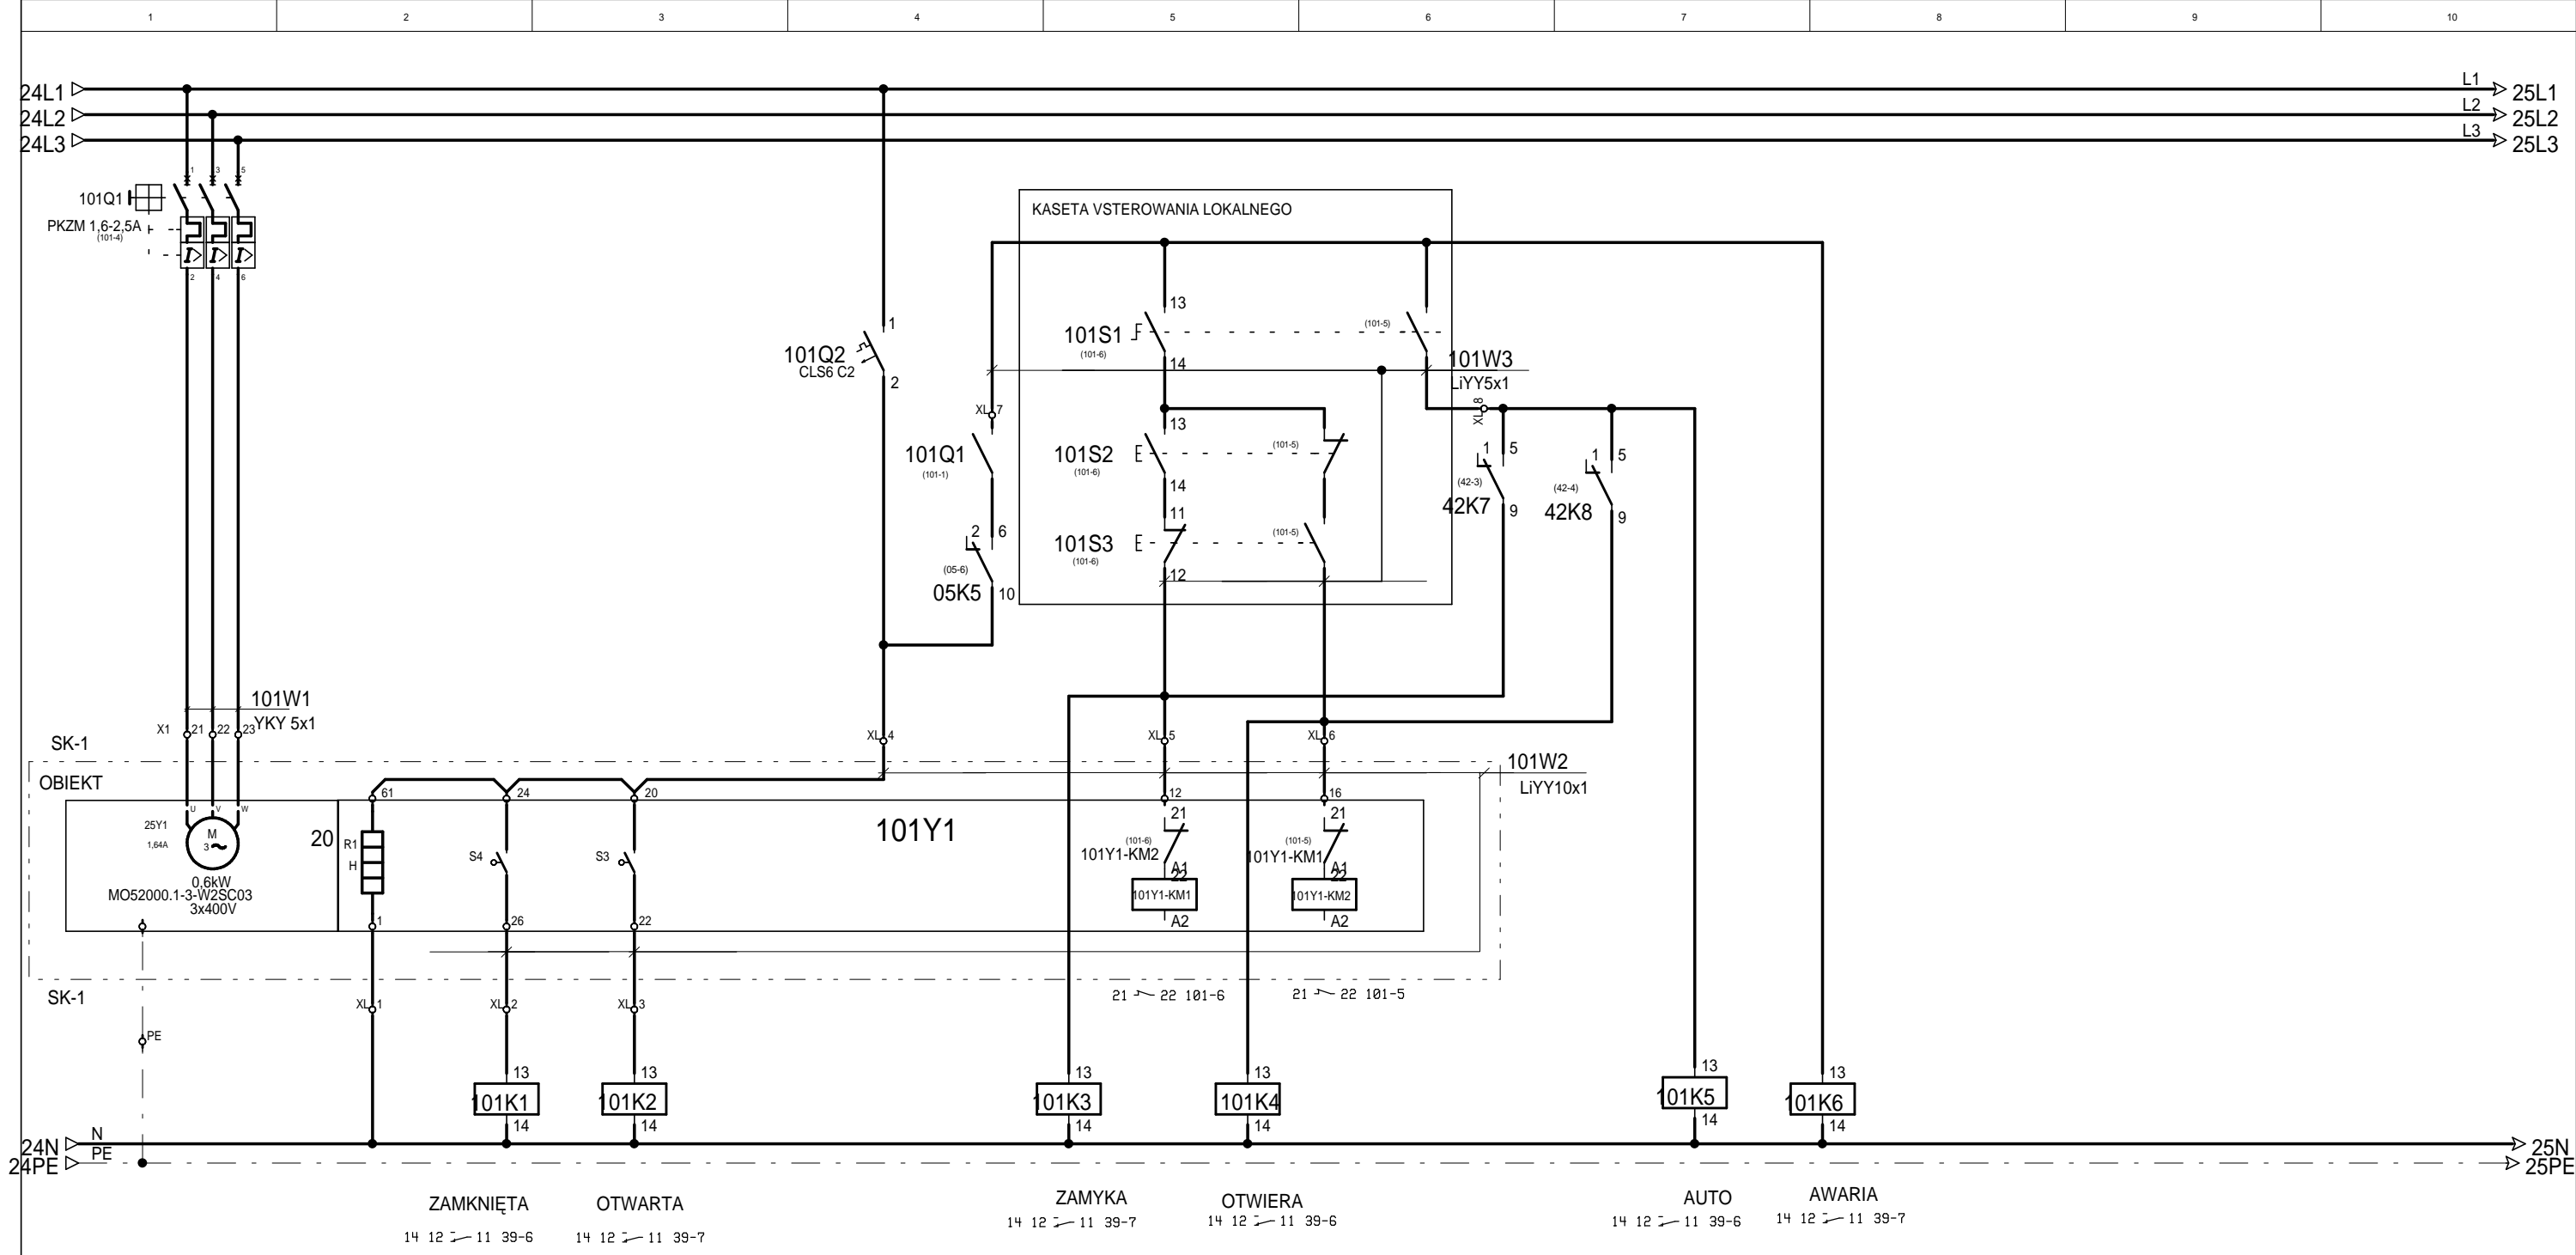 1 2 3 4 5 6 7 8 9 10
24L1 L1 25L1
24L2 L2 25L2
24L3 L3 25L3
1 3 5
101Q1
PKZM 1,6-2,5A
(101-4)
2 4 6
KASETA VSTEROWANIA LOKALNEGO
13
101S1 (101-5)
(101-6)
14
1
101Q2
CLS6 C2
2
101W3
LiYY5x1
XL 7
XL 8
13
101Q1
(101-1)
101S2 (101-5)
(101-6)
14
1 5
(42-3)
42K7
9
1 5
(42-4)
42K8
9
11
2 6
(05-6)
05K5 10
101S3 (101-5)
(101-6)
12
101W1
YKY 5x1
X1 21 22 23
SK-1
XL 4
XL 5
XL 6
101W2
LiYY10x1
OBIEKT
61 24 20 12 16
U V W
25Y1
1,64A
M
3
0,6kW
MO52000.1-3-W2SC03
3x400V
20
R1
H
S4
S3
101Y1
21
(101-6)
101Y1-KM2
A1
22
101Y1-KM1
A2
21
(101-5)
101Y1-KM1
A1
22
101Y1-KM2
A2
1 26 22
SK-1
21 22 101-6
21 22 101-5
XL 1
XL 2
XL 3
PE
13 13 13 13 13 13
101K1 101K2 101K3 101K4 101K5 101K6
14 14 14 14 14 14
24N N 25N
24PE PE 25PE
ZAMKNIĘTA OTWARTA ZAMYKA OTWIERA AUTO AWARIA
14 12 11 39-6
14 12 11 39-7
14 12 11 39-7
14 12 11 39-6
14 12 11 39-6
14 12 11 39-7